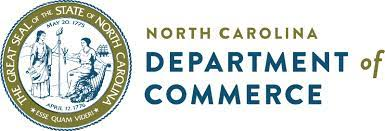 THE GREAT SEAL OF THE STATE OF NORTH CAROLINA
MAY 20, 1775
APRIL 12, 1776
ESSE QUAM VIDERI
NORTH CAROLINA
DEPARTMENT of
COMMERCE